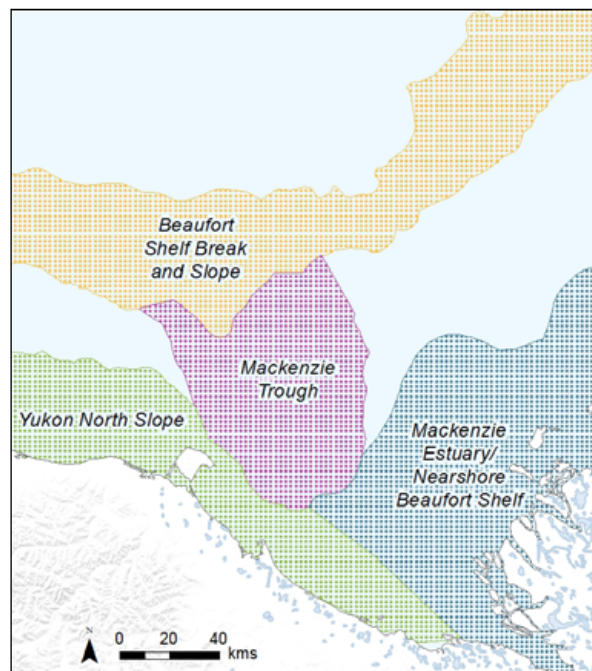 Beaufort
Shelf Break
and Slope
Mackenzie
Trough
Yukon North Slope
Mackenzie
Estuary/
Nearshore
Beaufort Shelf
N
0 20 40
kms